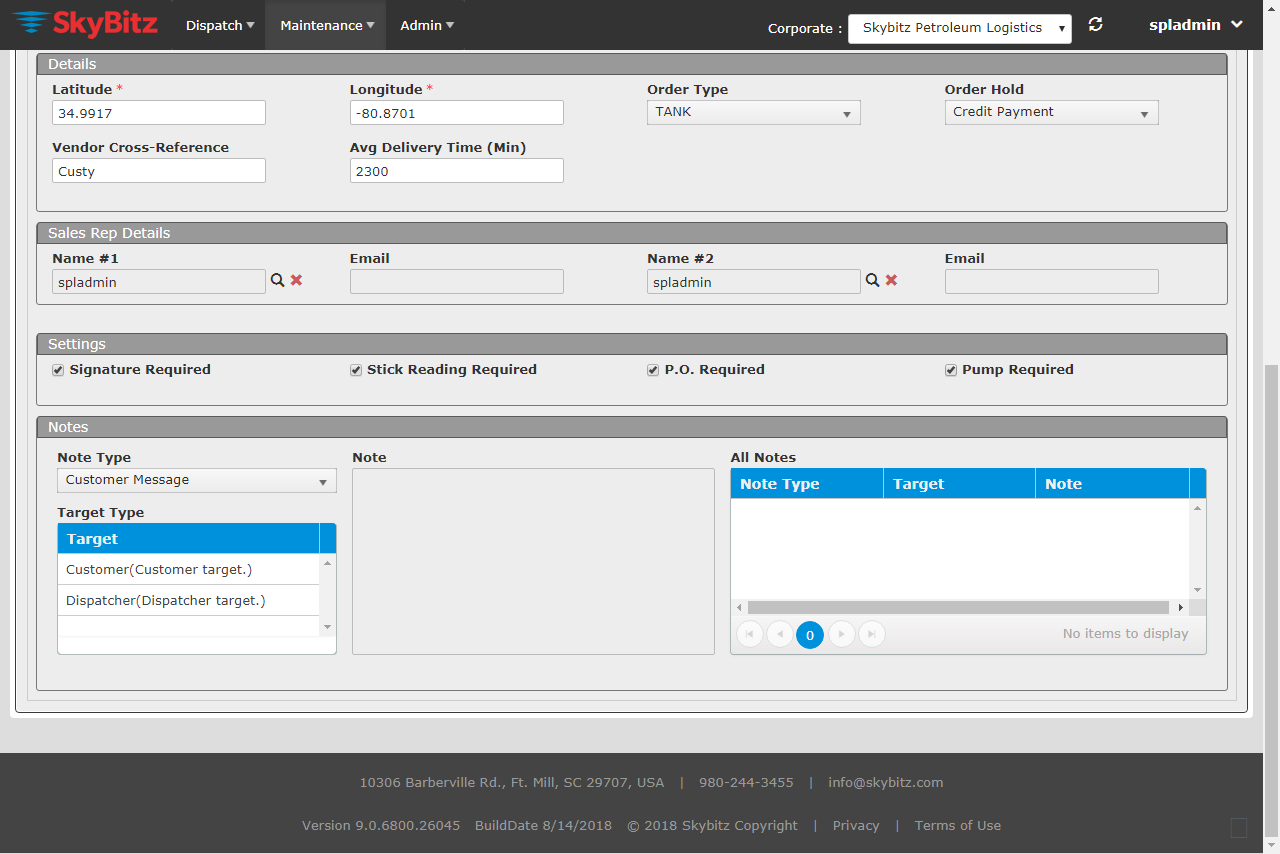 SkyBitz Dispatch Maintenance Admin Corporate : Skybitz Petroleum Logistics spladmin
Details
Latitude * Longitude * Order Type Order Hold
34.9917 -80.8701 TANK Credit Payment
Vendor Cross-Reference Avg Delivery Time (Min)
Custy 2300
Sales Rep Details
Name #1 Email Name #2 Email
spladmin spladmin
Settings
Signature Required Stick Reading Required P.O. Required Pump Required
Notes
Note Type Note All Notes
Customer Message Note Type Target Note
Target Type
Target
Customer(Customer target.)
Dispatcher(Dispatcher target.)
0 No items to display
10306 Barberville Rd., Ft. Mill, SC 29707, USA | 980-244-3455 | info@skybitz.com
Version 9.0.6800.26045 BuildDate 8/14/2018 © 2018 Skybitz Copyright | Privacy | Terms of Use